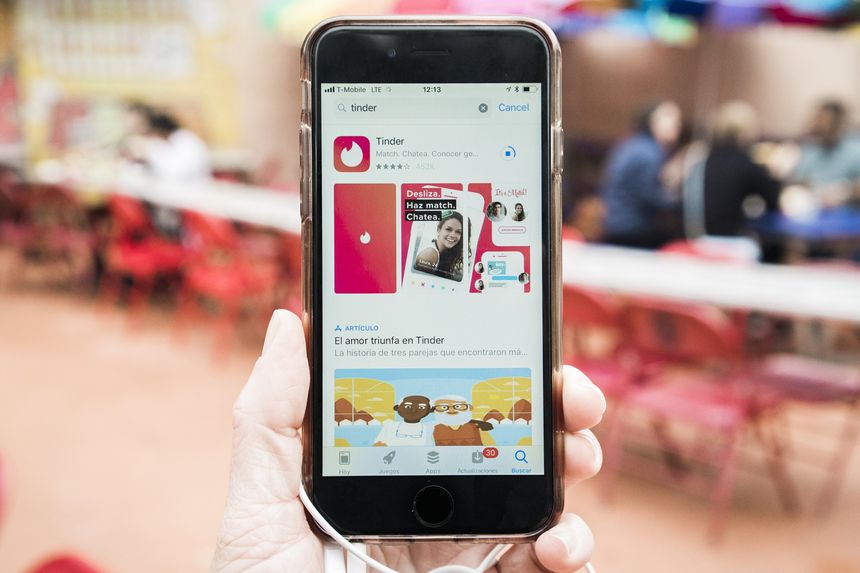 T-Mobile LTE 12:13
tinder Cancel
Tinder
Match. Chatea. Conocer ge...
452K
Desliza.
Haz match.
Chatea.
It's a Match!
ARTÍCULO
El amor triunfa en Tinder
La historia de tres parejas que encontraron má...
30
Hoy Juegos Apps Actualizaciones Buscar